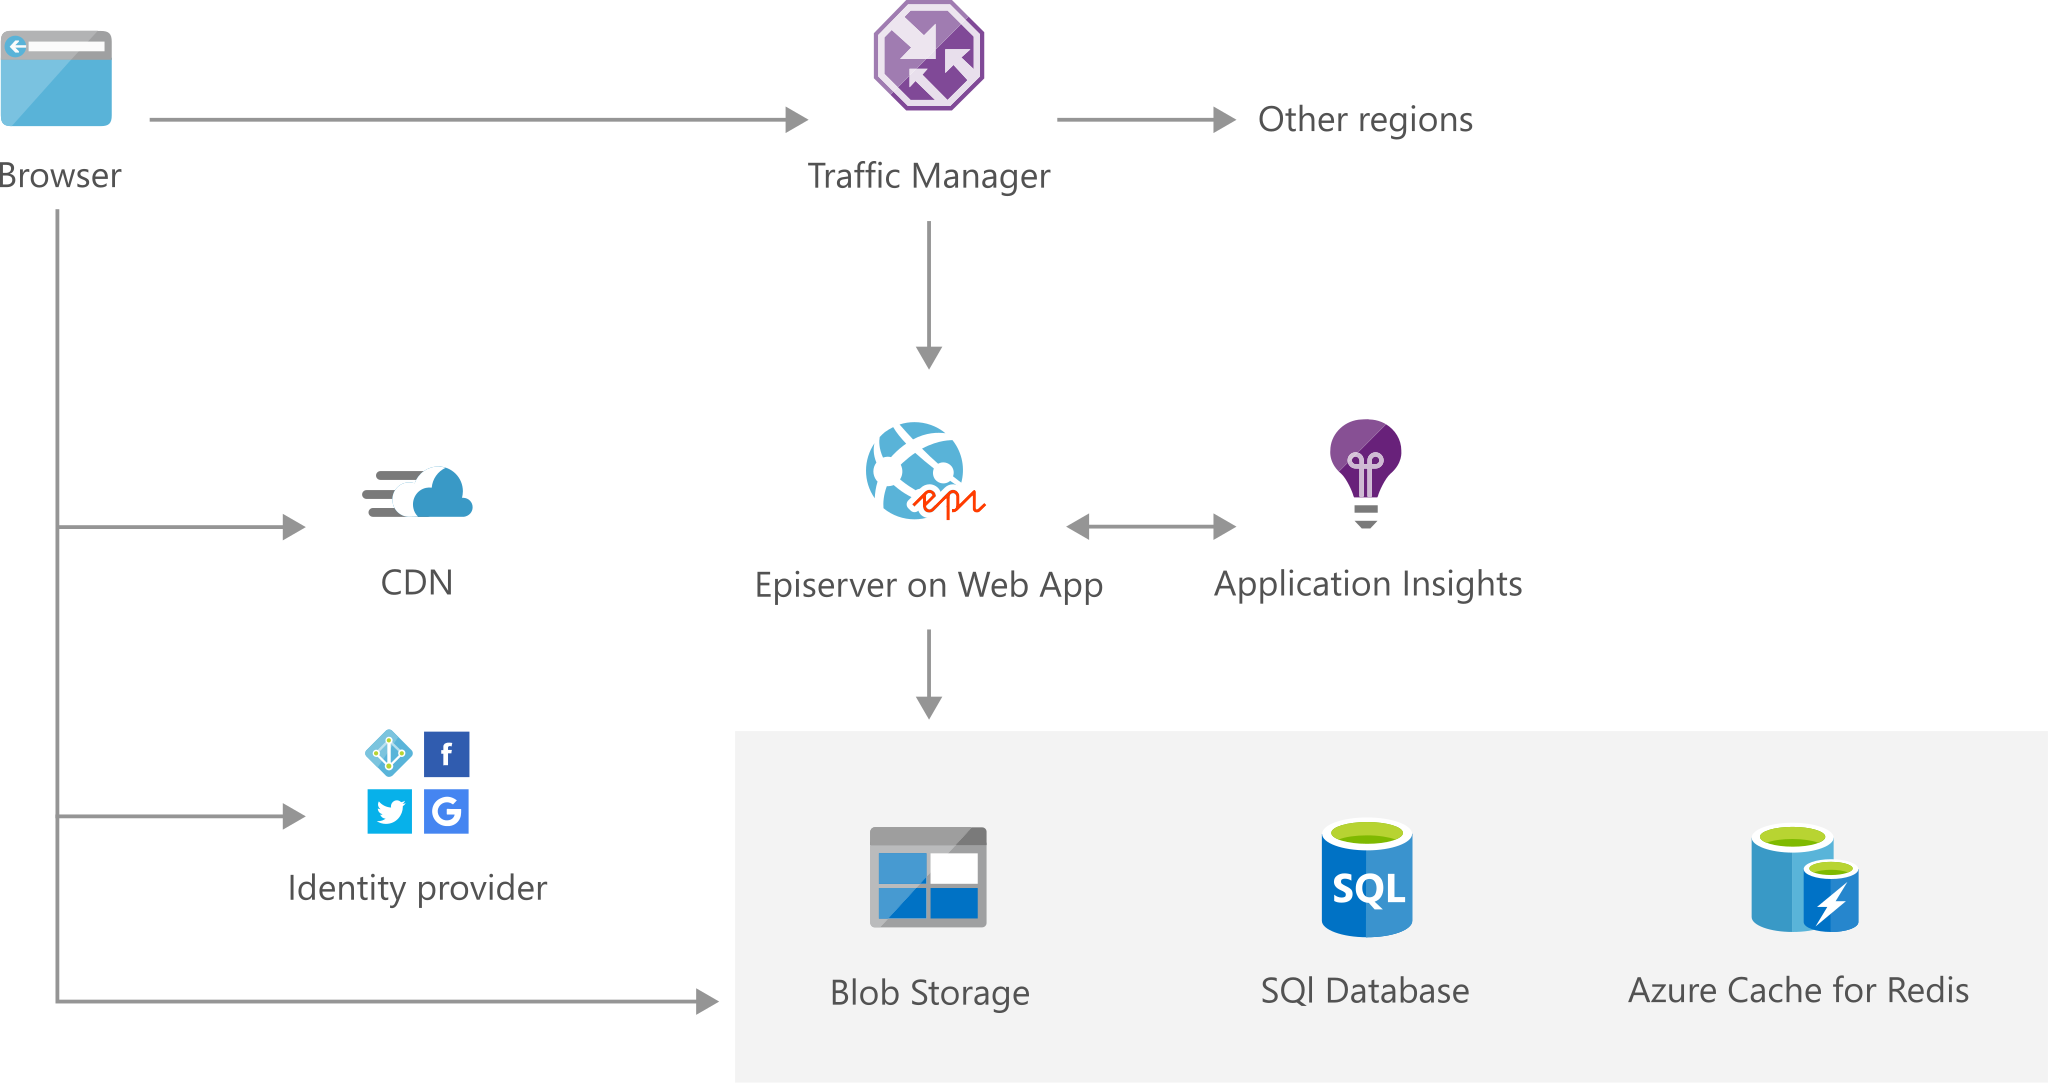 Browser
Traffic Manager
Other regions
CDN
epi
Episerver on Web App
Application Insights
f
G
Identity provider
SQL
Blob Storage
SQl Database
Azure Cache for Redis